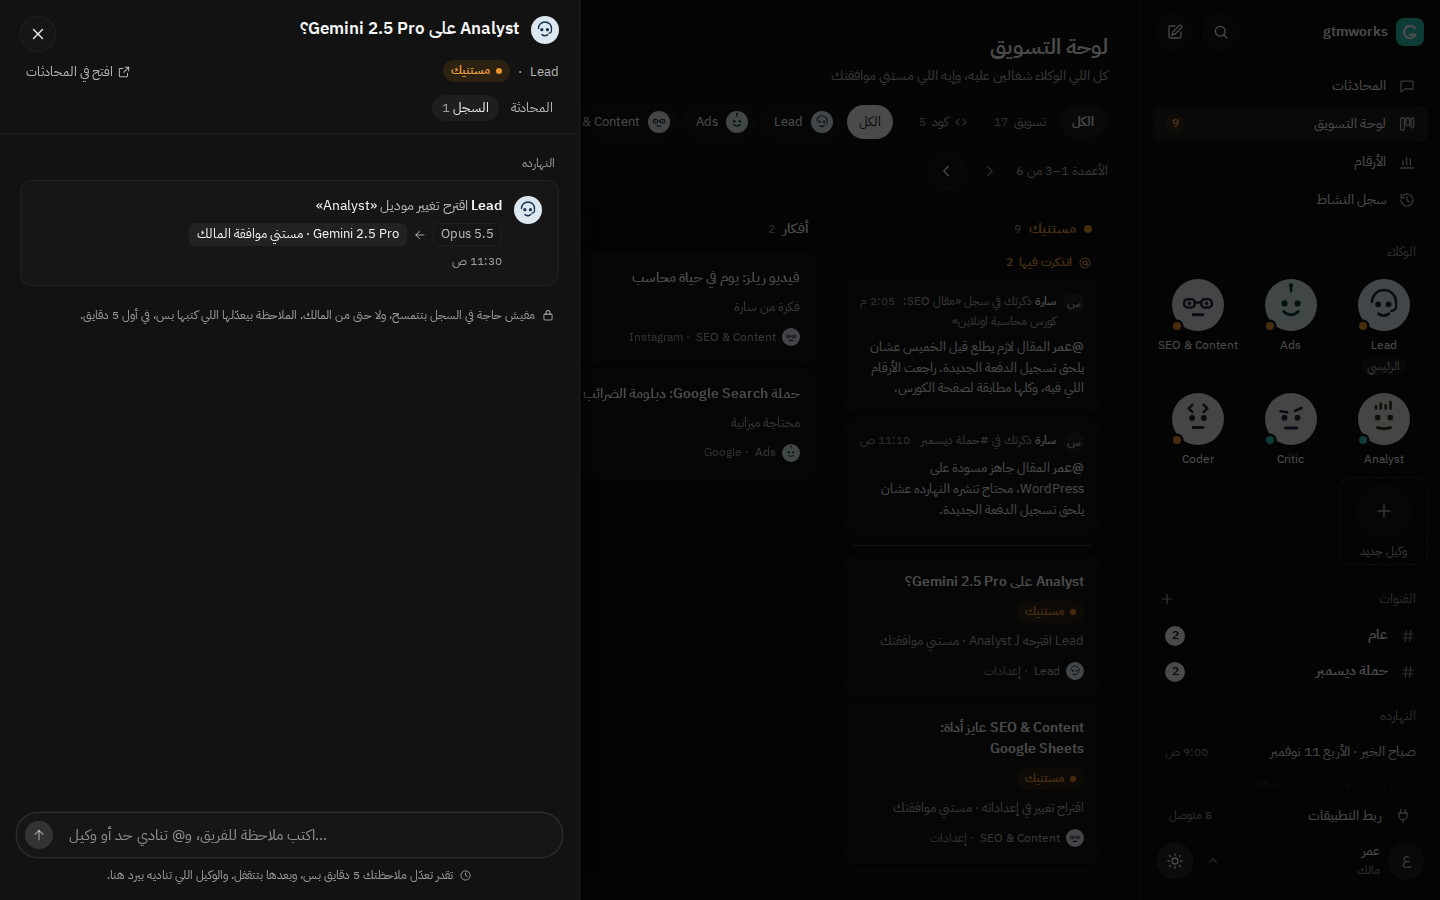 Analyst على Gemini 2.5 Pro؟
Lead · مستنيك
افتح في المحادثات
المحادثة
السجل 1
النهارده
Lead اقترح تغيير موديل «Analyst»
Opus 5.5 ← Gemini 2.5 Pro · مستني موافقة المالك
11:30 ص
مفيش حاجة في السجل بتتمسح، ولا حتى من المالك. الملاحظة بيعدّلها اللي كتبها بس، في أول 5 دقايق.
اكتب ملاحظة للفريق، و@ تنادي حد أو وكيل...
تقدر تعدّل ملاحظتك 5 دقايق بس، وبعدها بتتقفل. والوكيل اللي تناديه بيرد هنا.
gtmworks
المحادثات
لوحة التسويق 9
الأرقام
سجل النشاط
الوكلاء
Lead
الرئيسي
Ads
SEO & Content
Analyst
Critic
Coder
وكيل جديد
القنوات
عام 2
حملة ديسمبر 2
النهارده
صباح الخير · الأربع 11 نوفمبر 9:00 ص
ربط التطبيقات 8 متوصل
ع
عمر
مالك
لوحة التسويق
كل اللي الوكلاء شغالين عليه، وإيه اللي مستني موافقتك
الكل
تسويق 17
كود 5
الكل
Lead
Ads
& Content
الأعمدة 1–3 من 6
مستنيك 9
@ اتذكرت فيها 2
س
سارة ذكرتك في سجل «مقال SEO: كورس محاسبة اونلاين» 2:05 م
@عمر المقال لازم يطلع قبل الخميس عشان
يلحق تسجيل الدفعة الجديدة. راجعت الأرقام
اللي فيه، وكلها مطابقة لصفحة الكورس.
س
سارة ذكرتك في #حملة ديسمبر 11:10 ص
@عمر المقال جاهز مسودة على
WordPress، محتاج تنشره النهارده عشان
يلحق تسجيل الدفعة الجديدة.
Analyst على Gemini 2.5 Pro؟
مستنيك
Lead اقترحه لـ Analyst · مستني موافقتك
Lead · إعدادات
SEO & Content عايز أداة:
Google Sheets
مستنيك
اقتراح تغيير في إعداداته · مستني موافقتك
SEO & Content · إعدادات
أفكار 2
فيديو ريلز: يوم في حياة محاسب
فكرة من سارة
SEO & Content · Instagram
حملة Google Search: دبلومة الضرائب
محتاجة ميزانية
Ads · Google